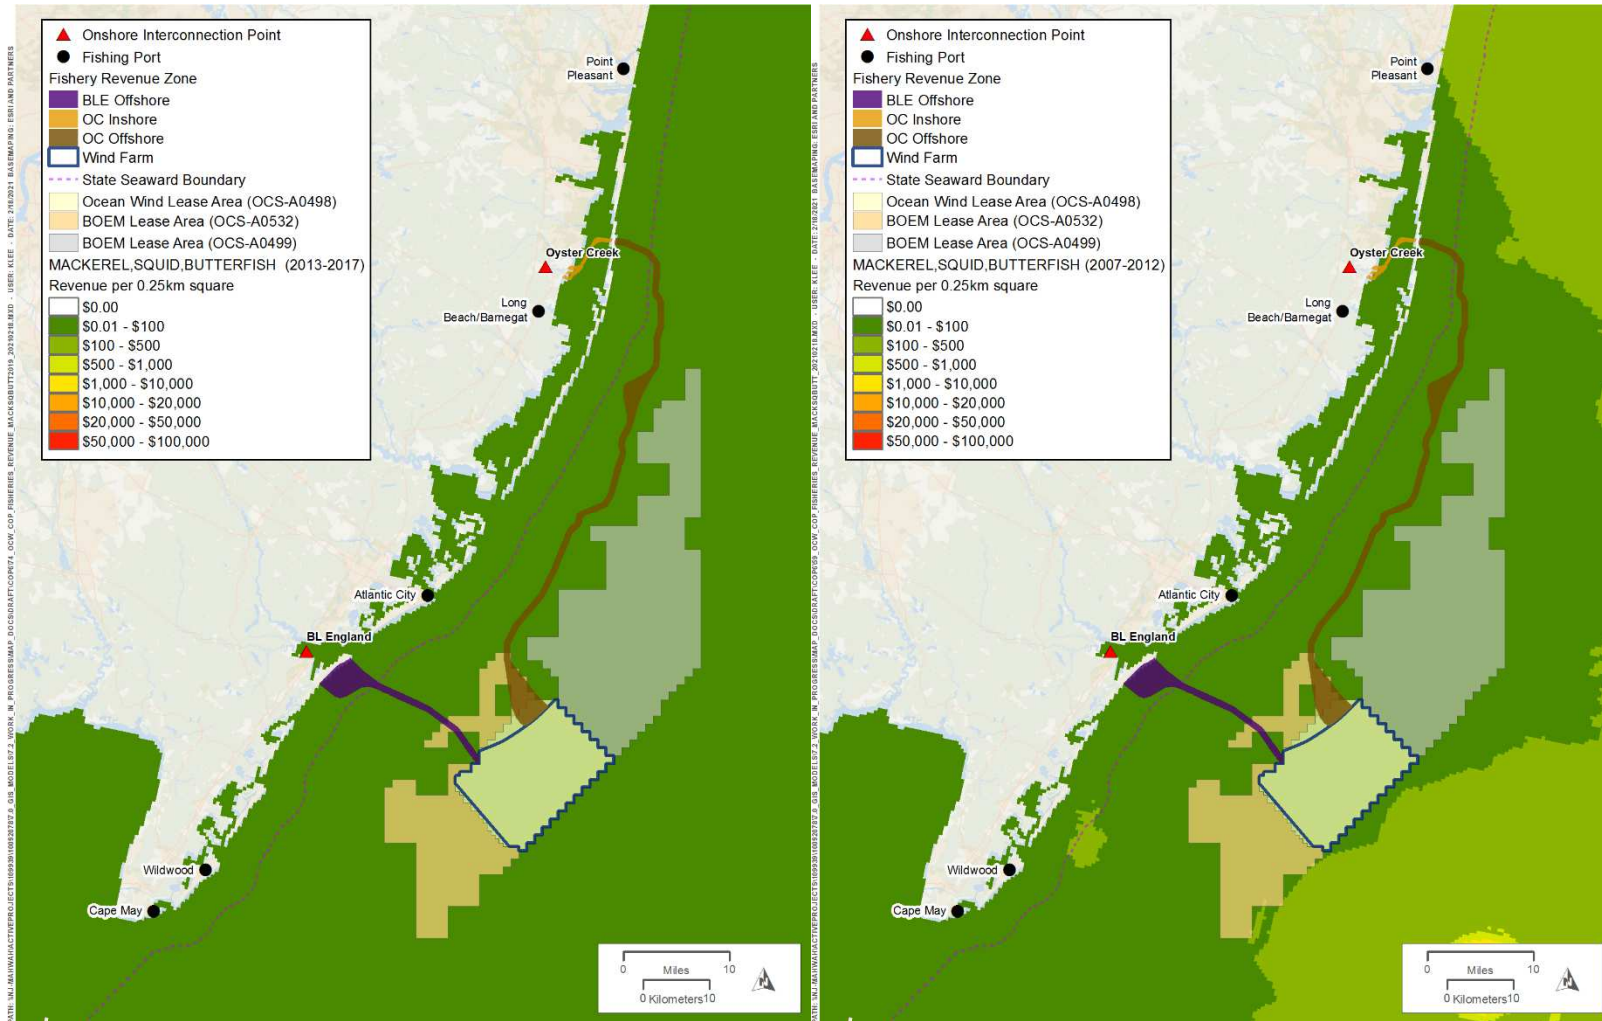 Onshore Interconnection Point
Fishing Port
Fishery Revenue Zone
BLE Offshore
OC Inshore
OC Offshore
Wind Farm
State Seaward Boundary
Ocean Wind Lease Area (OCS-A0498)
BOEM Lease Area (OCS-A0532)
BOEM Lease Area (OCS-A0499)
MACKEREL,SQUID,BUTTERFISH (2013-2017)
Revenue per 0.25km square
$0.00
$0.01 - $100
$100 - $500
$500 - $1,000
$1,000 - $10,000
$10,000 - $20,000
$20,000 - $50,000
$50,000 - $100,000
Point
Pleasant
Oyster Creek
Long
Beach/Barnegat
Atlantic City
BL England
Wildwood
Cape May
0 Miles 10
0 Kilometers 10
Onshore Interconnection Point
Fishing Port
Fishery Revenue Zone
BLE Offshore
OC Inshore
OC Offshore
Wind Farm
State Seaward Boundary
Ocean Wind Lease Area (OCS-A0498)
BOEM Lease Area (OCS-A0532)
BOEM Lease Area (OCS-A0499)
MACKEREL,SQUID,BUTTERFISH (2007-2012)
Revenue per 0.25km square
$0.00
$0.01 - $100
$100 - $500
$500 - $1,000
$1,000 - $10,000
$10,000 - $20,000
$20,000 - $50,000
$50,000 - $100,000
Point
Pleasant
Oyster Creek
Long
Beach/Barnegat
Atlantic City
BL England
Wildwood
Cape May
0 Miles 10
0 Kilometers 10